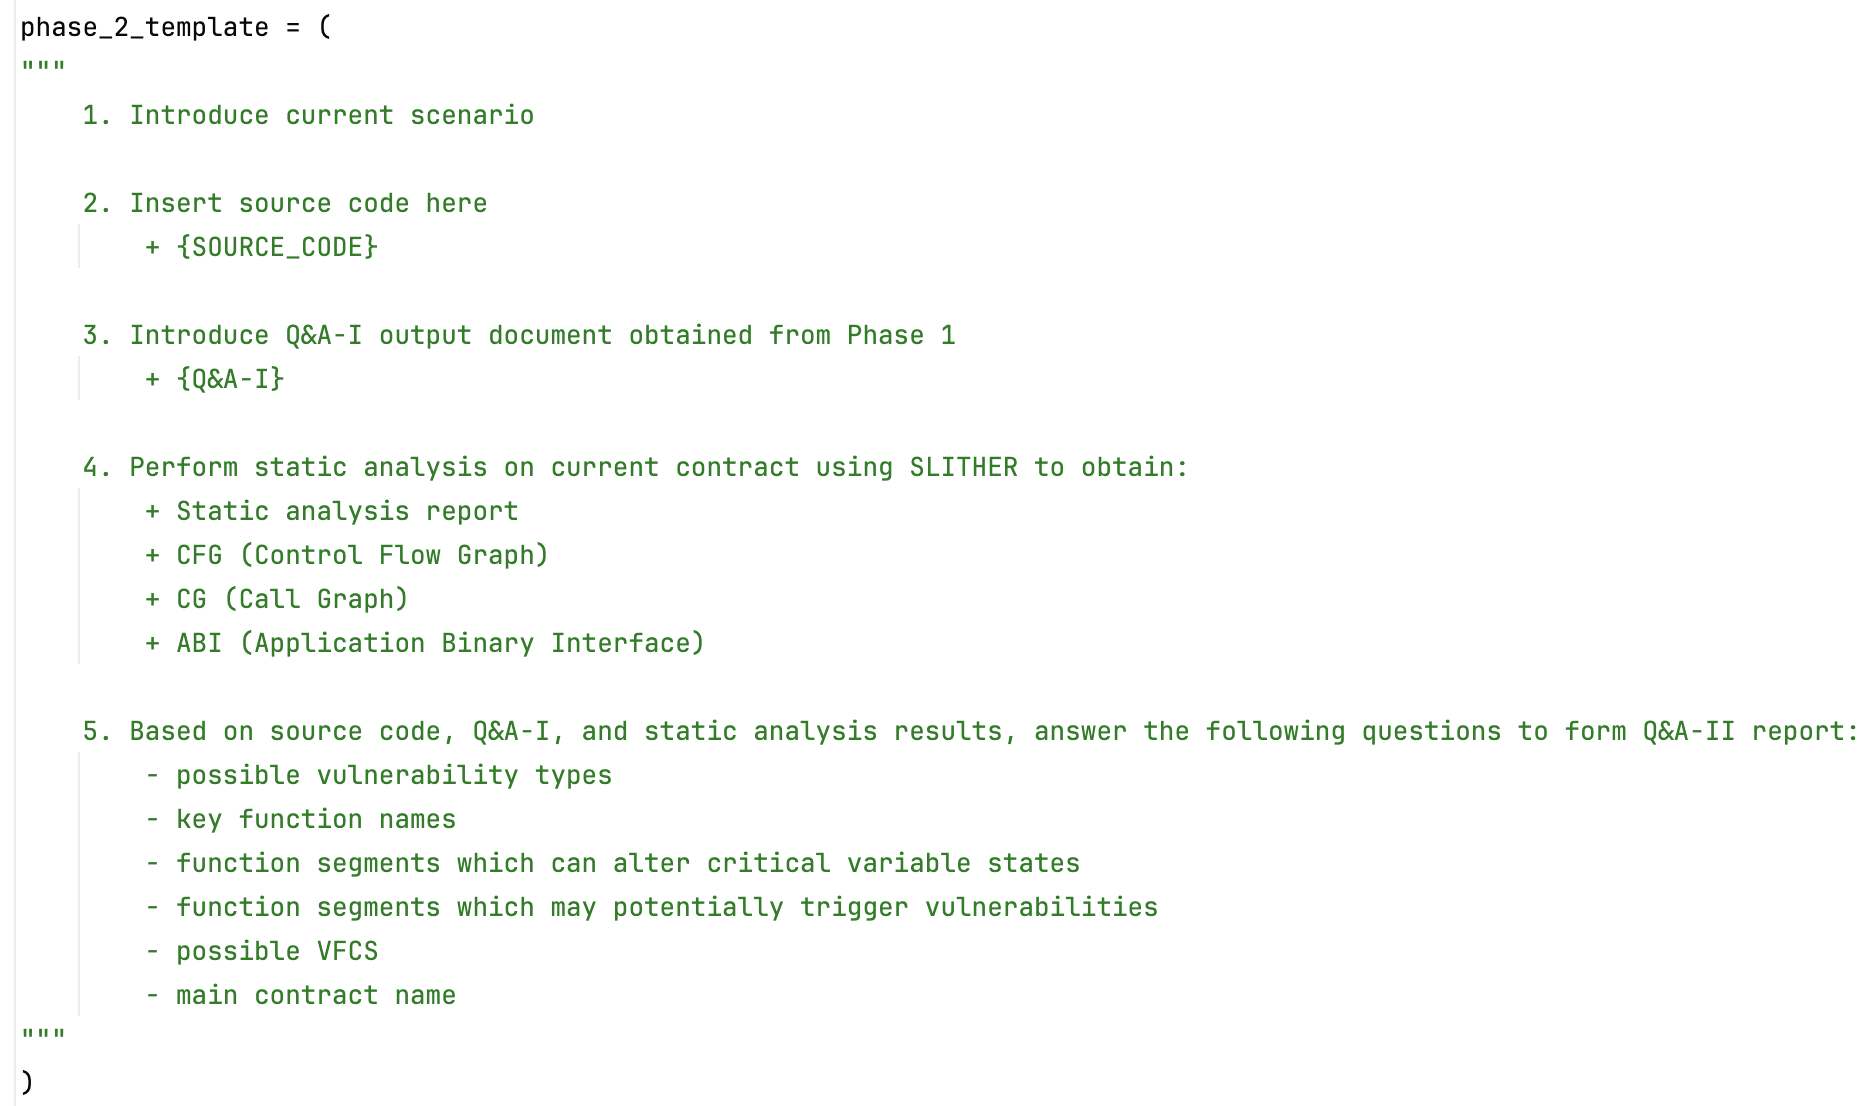 phase_2_template = (
"""
1. Introduce current scenario
2. Insert source code here
+ {SOURCE_CODE}
3. Introduce Q&A-I output document obtained from Phase 1
+ {Q&A-I}
4. Perform static analysis on current contract using SLITHER to obtain:
+ Static analysis report
+ CFG (Control Flow Graph)
+ CG (Call Graph)
+ ABI (Application Binary Interface)
5. Based on source code, Q&A-I, and static analysis results, answer the following questions to form Q&A-II report:
- possible vulnerability types
- key function names
- function segments which can alter critical variable states
- function segments which may potentially trigger vulnerabilities
- possible VFCS
- main contract name
"""
)